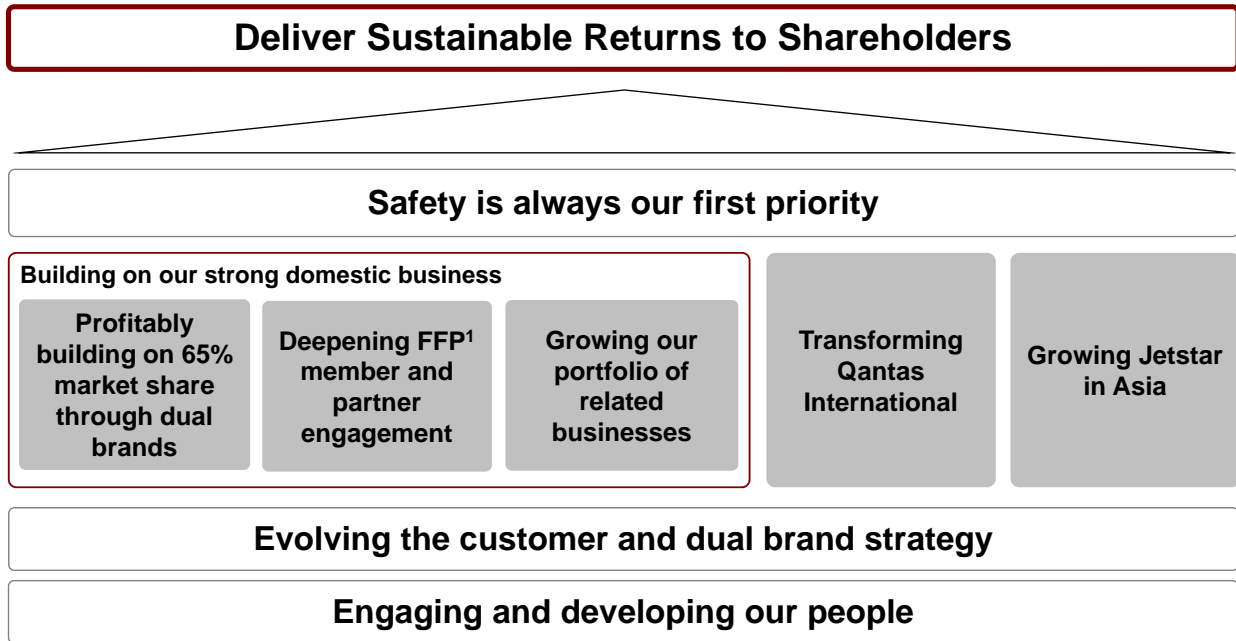 Deliver Sustainable Returns to Shareholders
Safety is always our first priority
Building on our strong domestic business
Profitably
building on 65%
market share
through dual
brands
Deepening FFP¹
member and
partner
engagement
Growing our
portfolio of
related
businesses
Transforming
Qantas
International
Growing Jetstar
in Asia
Evolving the customer and dual brand strategy
Engaging and developing our people